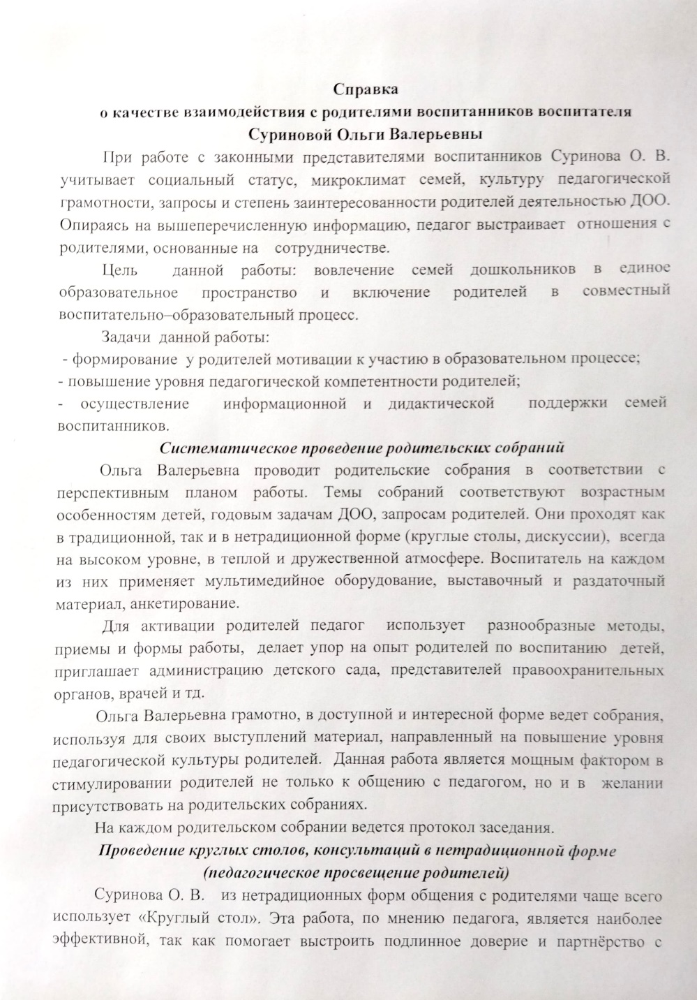 Справка
о качестве взаимодействия с родителями воспитанников воспитателя
Суриновой Ольги Валерьевны
При работе с законными представителями воспитанников Суринова О. В.
учитывает социальный статус, микроклимат семей, культуру педагогической
грамотности, запросы и степень заинтересованности родителей деятельностью ДОО.
Опираясь на вышеперечисленную информацию, педагог выстраивает отношения с
родителями, основанные на сотрудничестве.
Цель данной работы: вовлечение семей дошкольников в единое
образовательное пространство и включение родителей в совместный
воспитательно–образовательный процесс.
Задачи данной работы:
- формирование у родителей мотивации к участию в образовательном процессе;
- повышение уровня педагогической компетентности родителей;
- осуществление информационной и дидактической поддержки семей
воспитанников.
Систематическое проведение родительских собраний
Ольга Валерьевна проводит родительские собрания в соответствии с
перспективным планом работы. Темы собраний соответствуют возрастным
особенностям детей, годовым задачам ДОО, запросам родителей. Они проходят как
в традиционной, так и в нетрадиционной форме (круглые столы, дискуссии), всегда
на высоком уровне, в теплой и дружественной атмосфере. Воспитатель на каждом
из них применяет мультимедийное оборудование, выставочный и раздаточный
материал, анкетирование.
Для активации родителей педагог использует разнообразные методы,
приемы и формы работы, делает упор на опыт родителей по воспитанию детей,
приглашает администрацию детского сада, представителей правоохранительных
органов, врачей и тд.
Ольга Валерьевна грамотно, в доступной и интересной форме ведет собрания,
используя для своих выступлений материал, направленный на повышение уровня
педагогической культуры родителей. Данная работа является мощным фактором в
стимулировании родителей не только к общению с педагогом, но и в желании
присутствовать на родительских собраниях.
На каждом родительском собрании ведется протокол заседания.
Проведение круглых столов, консультаций в нетрадиционной форме
(педагогическое просвещение родителей)
Суринова О. В. из нетрадиционных форм общения с родителями чаще всего
использует «Круглый стол». Эта работа, по мнению педагога, является наиболее
эффективной, так как помогает выстроить подлинное доверие и партнёрство с